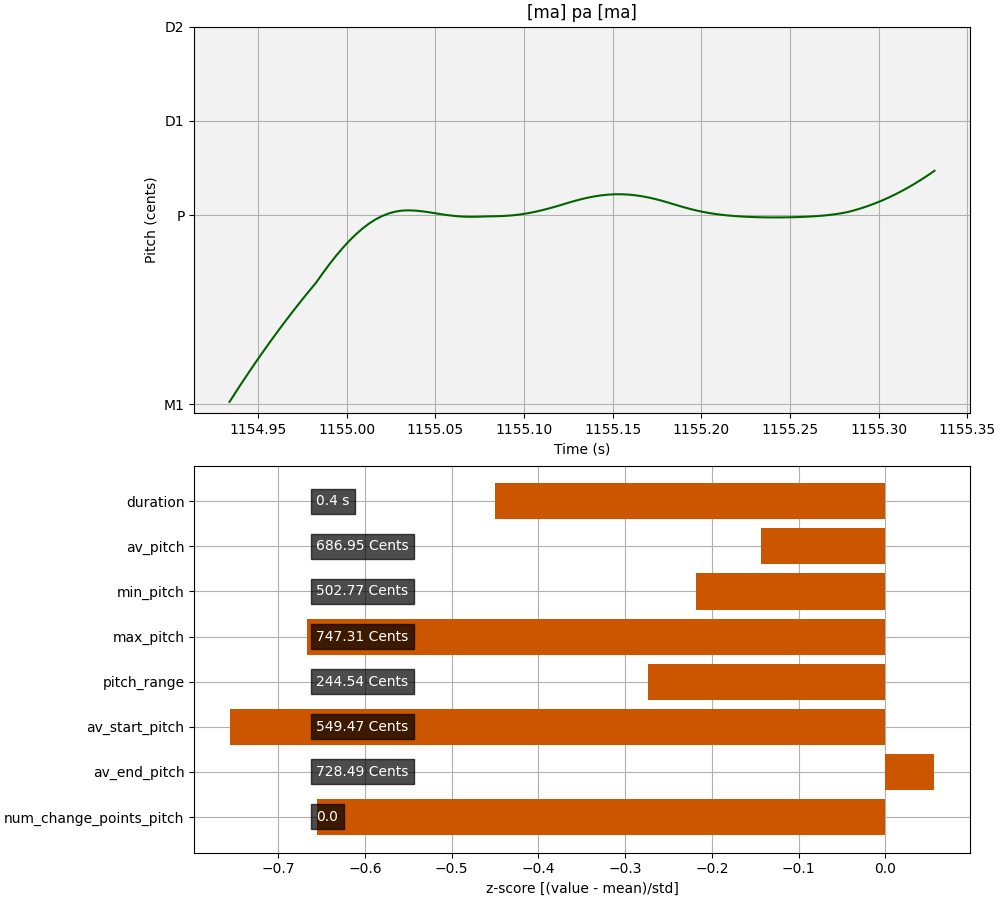 [ma] pa [ma]
D2
D1
P
M1
Pitch (cents)
1154.95 1155.00 1155.05 1155.10 1155.15 1155.20 1155.25 1155.30 1155.35
Time (s)
duration 0.4 s
av_pitch 686.95 Cents
min_pitch 502.77 Cents
max_pitch 747.31 Cents
pitch_range 244.54 Cents
av_start_pitch 549.47 Cents
av_end_pitch 728.49 Cents
num_change_points_pitch 0.0
−0.7 −0.6 −0.5 −0.4 −0.3 −0.2 −0.1 0.0
z-score [(value - mean)/std]